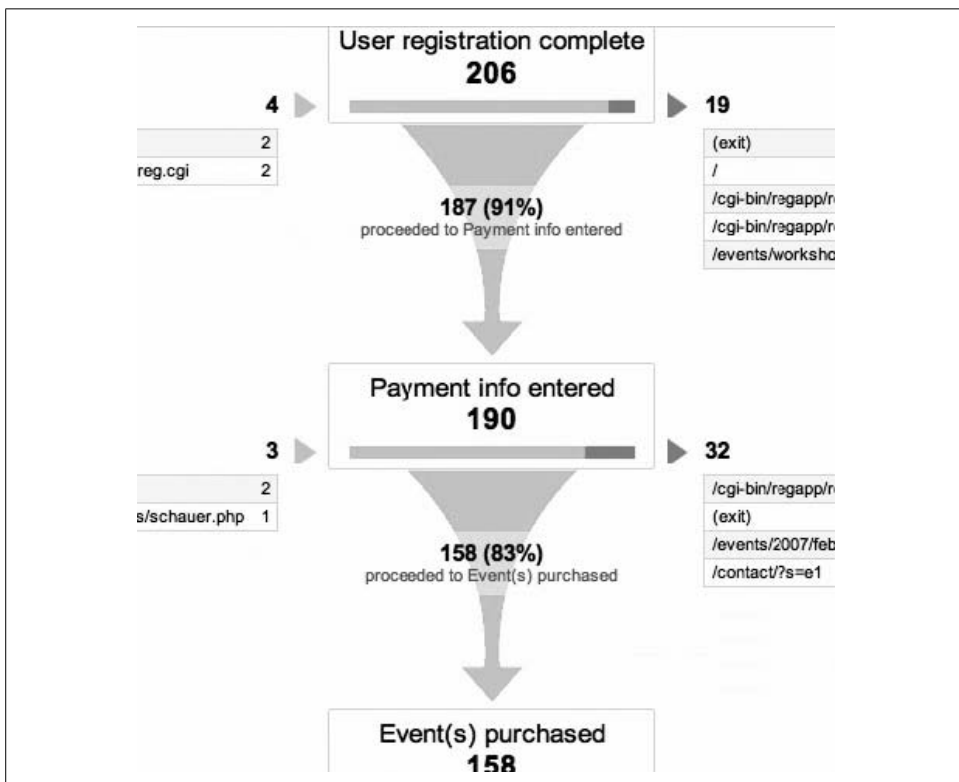 User registration complete
206
4
19
2
reg.cgi 2
(exit)
/
/cgi-bin/regapp/r
/cgi-bin/regapp/r
/events/worksho
187 (91%)
proceeded to Payment info entered
Payment info entered
190
3
32
2
s/schauer.php 1
/cgi-bin/regapp/r
(exit)
/events/2007/feb
/contact/?s=e1
158 (83%)
proceeded to Event(s) purchased
Event(s) purchased
158